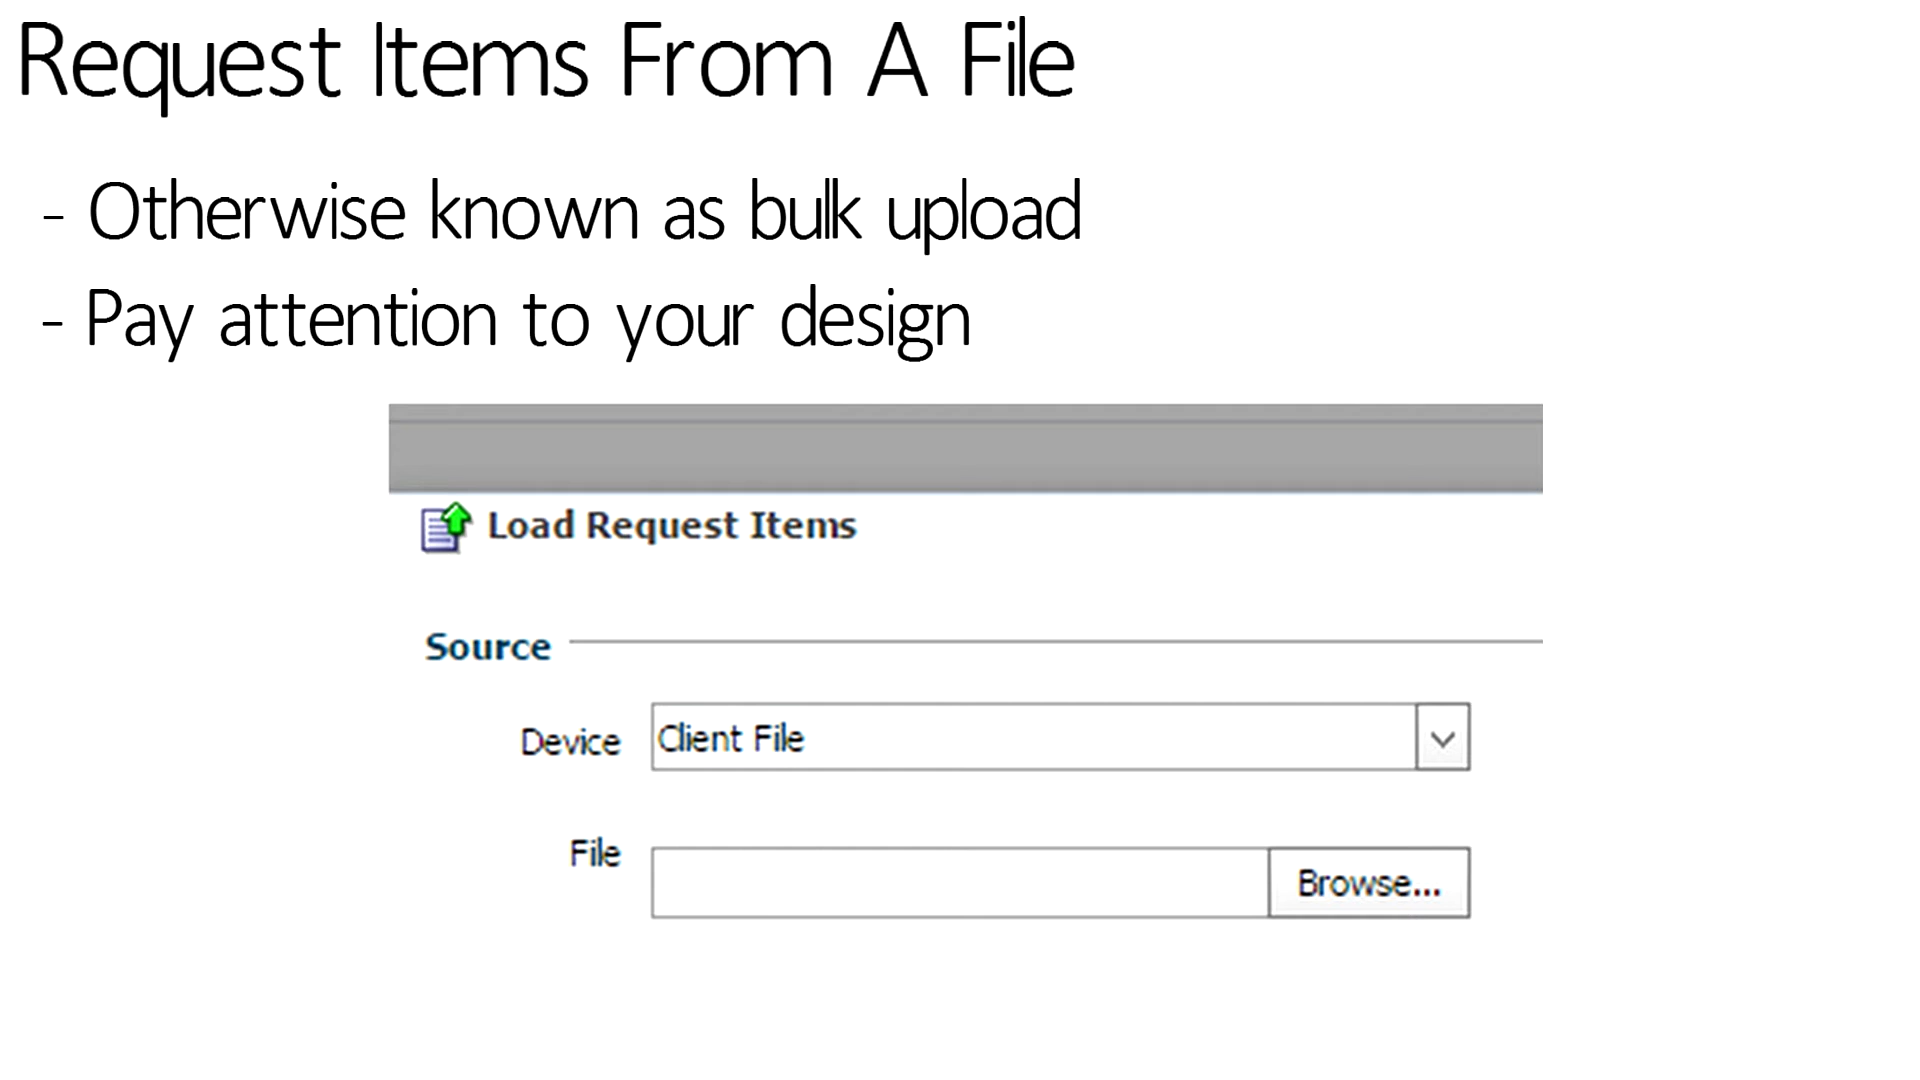 Request Items From A File
- Otherwise known as bulk upload
- Pay attention to your design
Load Request Items
Source
Device Client File
File Browse...